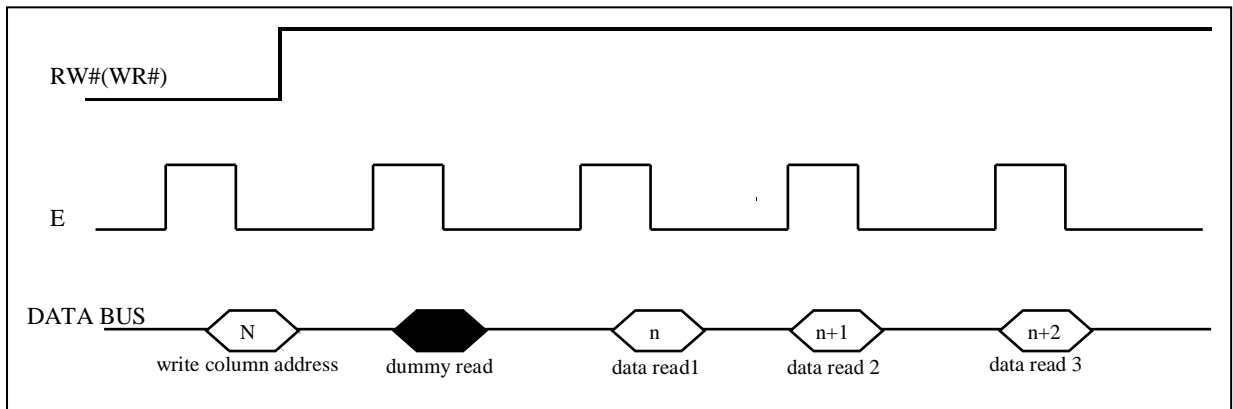 RW#(WR#)
E
DATA BUS
N
n
n+1
n+2
write column address
dummy read
data read1
data read 2
data read 3